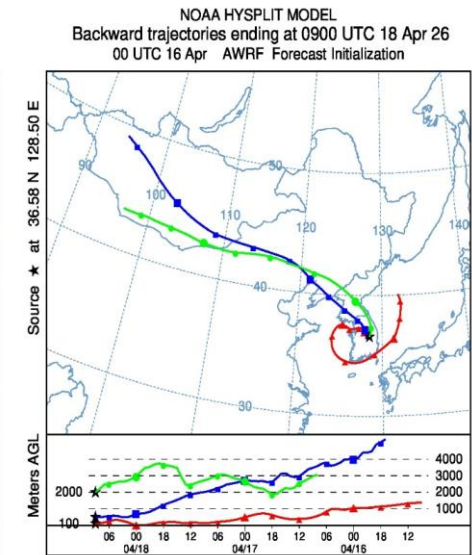 NOAA HYSPLIT MODEL
Backward trajectories ending at 0900 UTC 18 Apr 26
00 UTC 16 Apr AWRF Forecast Initialization
Source ★ at 36.58 N 128.50 E
90
100
110
120
130
140
50
40
30
Meters AGL
2000
100
4000
3000
2000
1000
06 00 18 12 06 00 18 12 06 00 18 12
04/18 04/17 04/16